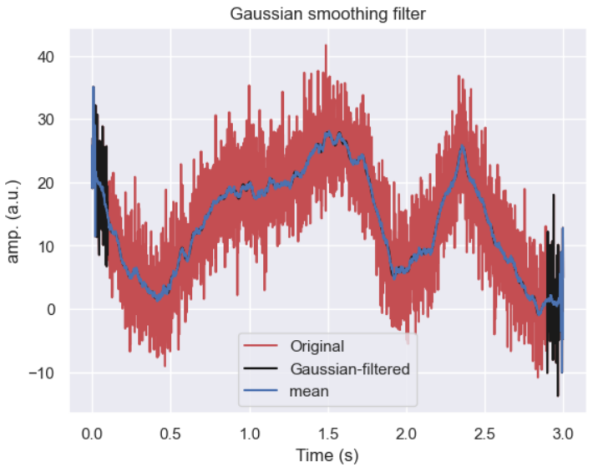 Gaussian smoothing filter
amp. (a.u.)
40
30
20
10
0
−10
Original
Gaussian-filtered
mean
0.0 0.5 1.0 1.5 2.0 2.5 3.0
Time (s)